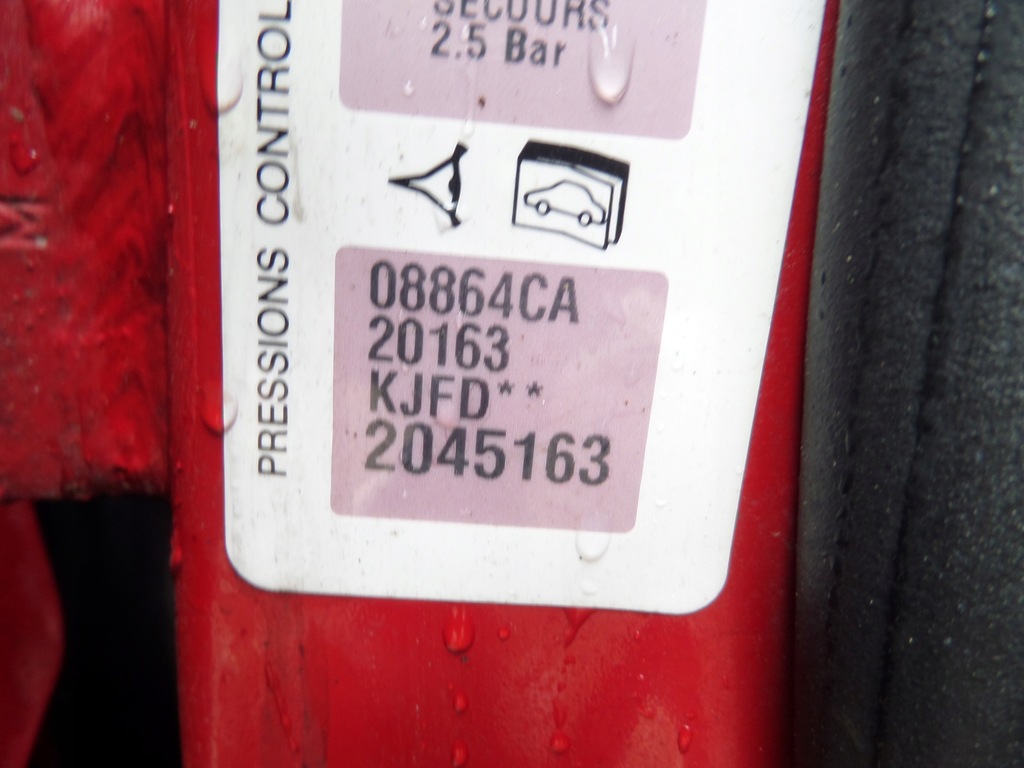 SECOURS
2.5 Bar
PRESSIONS CONTROL
08864CA
20163
KJFD**
2045163
M